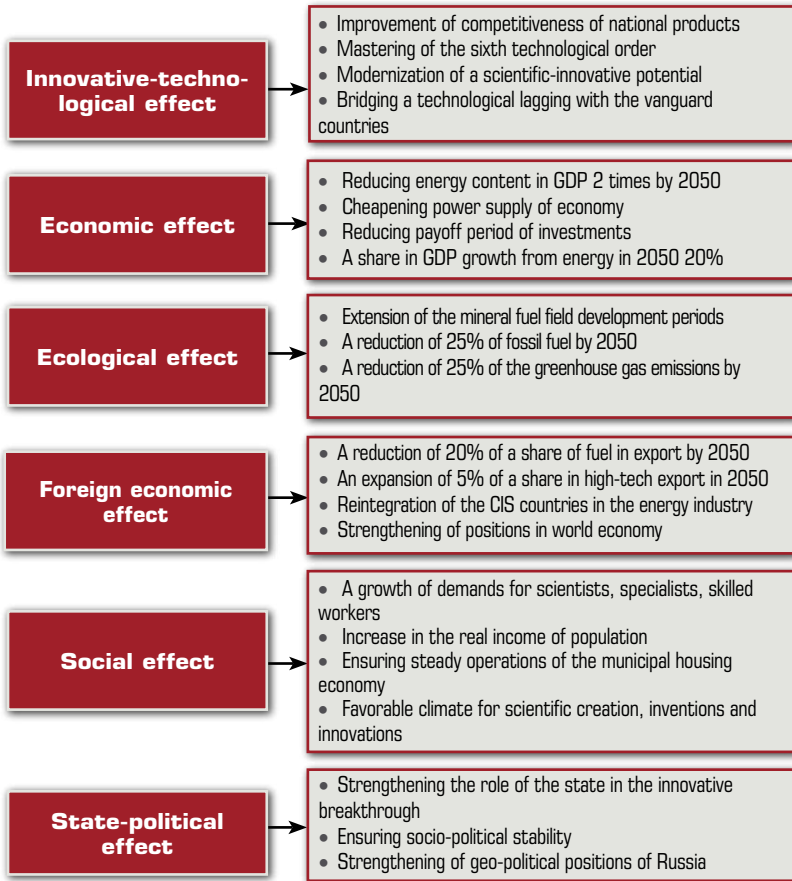 Innovative-techno-
logical effect
● Improvement of competitiveness of national products
● Mastering of the sixth technological order
● Modernization of a scientific-innovative potential
● Bridging a technological lagging with the vanguard
countries
Economic effect
● Reducing energy content in GDP 2 times by 2050
● Cheapening power supply of economy
● Reducing payoff period of investments
● A share in GDP growth from energy in 2050 20%
Ecological effect
● Extension of the mineral fuel field development periods
● A reduction of 25% of fossil fuel by 2050
● A reduction of 25% of the greenhouse gas emissions by
2050
Foreign economic
effect
● A reduction of 20% of a share of fuel in export by 2050
● An expansion of 5% of a share in high-tech export in 2050
● Reintegration of the CIS countries in the energy industry
● Strengthening of positions in world economy
Social effect
● A growth of demands for scientists, specialists, skilled
workers
● Increase in the real income of population
● Ensuring steady operations of the municipal housing
economy
● Favorable climate for scientific creation, inventions and
innovations
State-political
effect
● Strengthening the role of the state in the innovative
breakthrough
● Ensuring socio-political stability
● Strengthening of geo-political positions of Russia